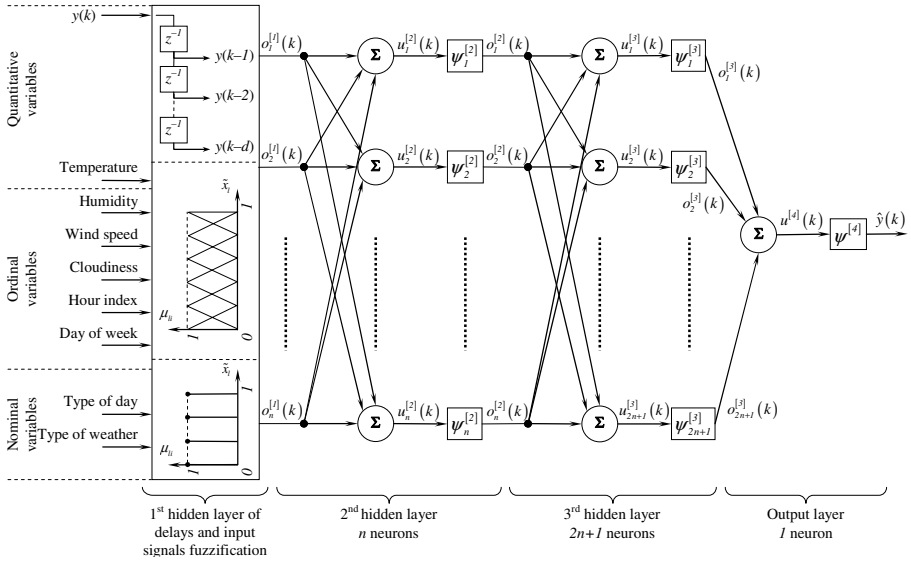 Quantitative
variables
Ordinal
variables
Nominal
variables
y(k)
Temperature
Humidity
Wind speed
Cloudiness
Hour index
Day of week
Type of day
Type of weather
z⁻¹
y(k–1)
z⁻¹
y(k–2)
z⁻¹
y(k–d)
x̃ᵢ
1
μₗᵢ
1
0
x̃ᵢ
1
μₗᵢ
1
0
o₁^[1](k)
Σ
u₁^[2](k)
ψ₁^[2]
o₁^[2](k)
Σ
u₁^[3](k)
ψ₁^[3]
o₁^[3](k)
o₂^[1](k)
Σ
u₂^[2](k)
ψ₂^[2]
o₂^[2](k)
Σ
u₂^[3](k)
ψ₂^[3]
o₂^[3](k)
Σ
u^[4](k)
ψ^[4]
ŷ(k)
oₙ^[1](k)
Σ
uₙ^[2](k)
ψₙ^[2]
oₙ^[2](k)
Σ
u₂ₙ₊₁^[3](k)
ψ₂ₙ₊₁^[3]
o₂ₙ₊₁^[3](k)
1st hidden layer of
delays and input
signals fuzzification
2nd hidden layer
n neurons
3rd hidden layer
2n+1 neurons
Output layer
1 neuron